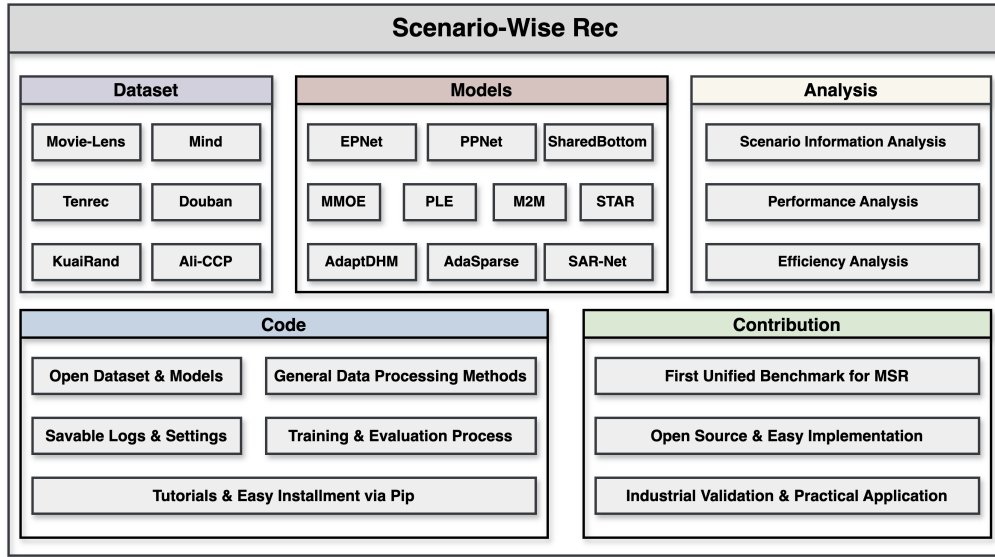 Scenario-Wise Rec
Dataset
Movie-Lens
Mind
Tenrec
Douban
KuaiRand
Ali-CCP
Models
EPNet
PPNet
SharedBottom
MMOE
PLE
M2M
STAR
AdaptDHM
AdaSparse
SAR-Net
Analysis
Scenario Information Analysis
Performance Analysis
Efficiency Analysis
Code
Open Dataset & Models
General Data Processing Methods
Savable Logs & Settings
Training & Evaluation Process
Tutorials & Easy Installment via Pip
Contribution
First Unified Benchmark for MSR
Open Source & Easy Implementation
Industrial Validation & Practical Application